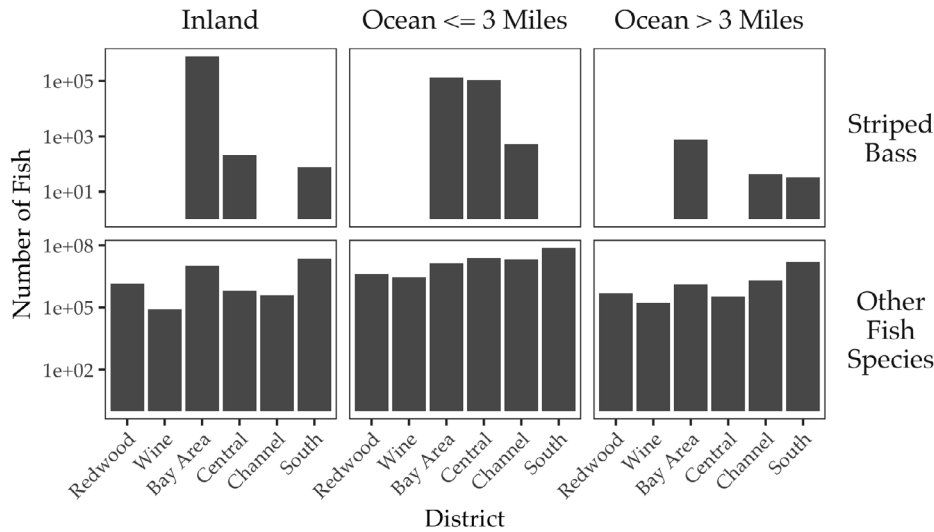 Inland
Ocean <= 3 Miles
Ocean > 3 Miles
Number of Fish
1e+05
1e+03
1e+01
Striped
Bass
1e+08
1e+05
1e+02
Other
Fish
Species
Redwood
Wine
Bay Area
Central
Channel
South
Redwood
Wine
Bay Area
Central
Channel
South
Redwood
Wine
Bay Area
Central
Channel
South
District